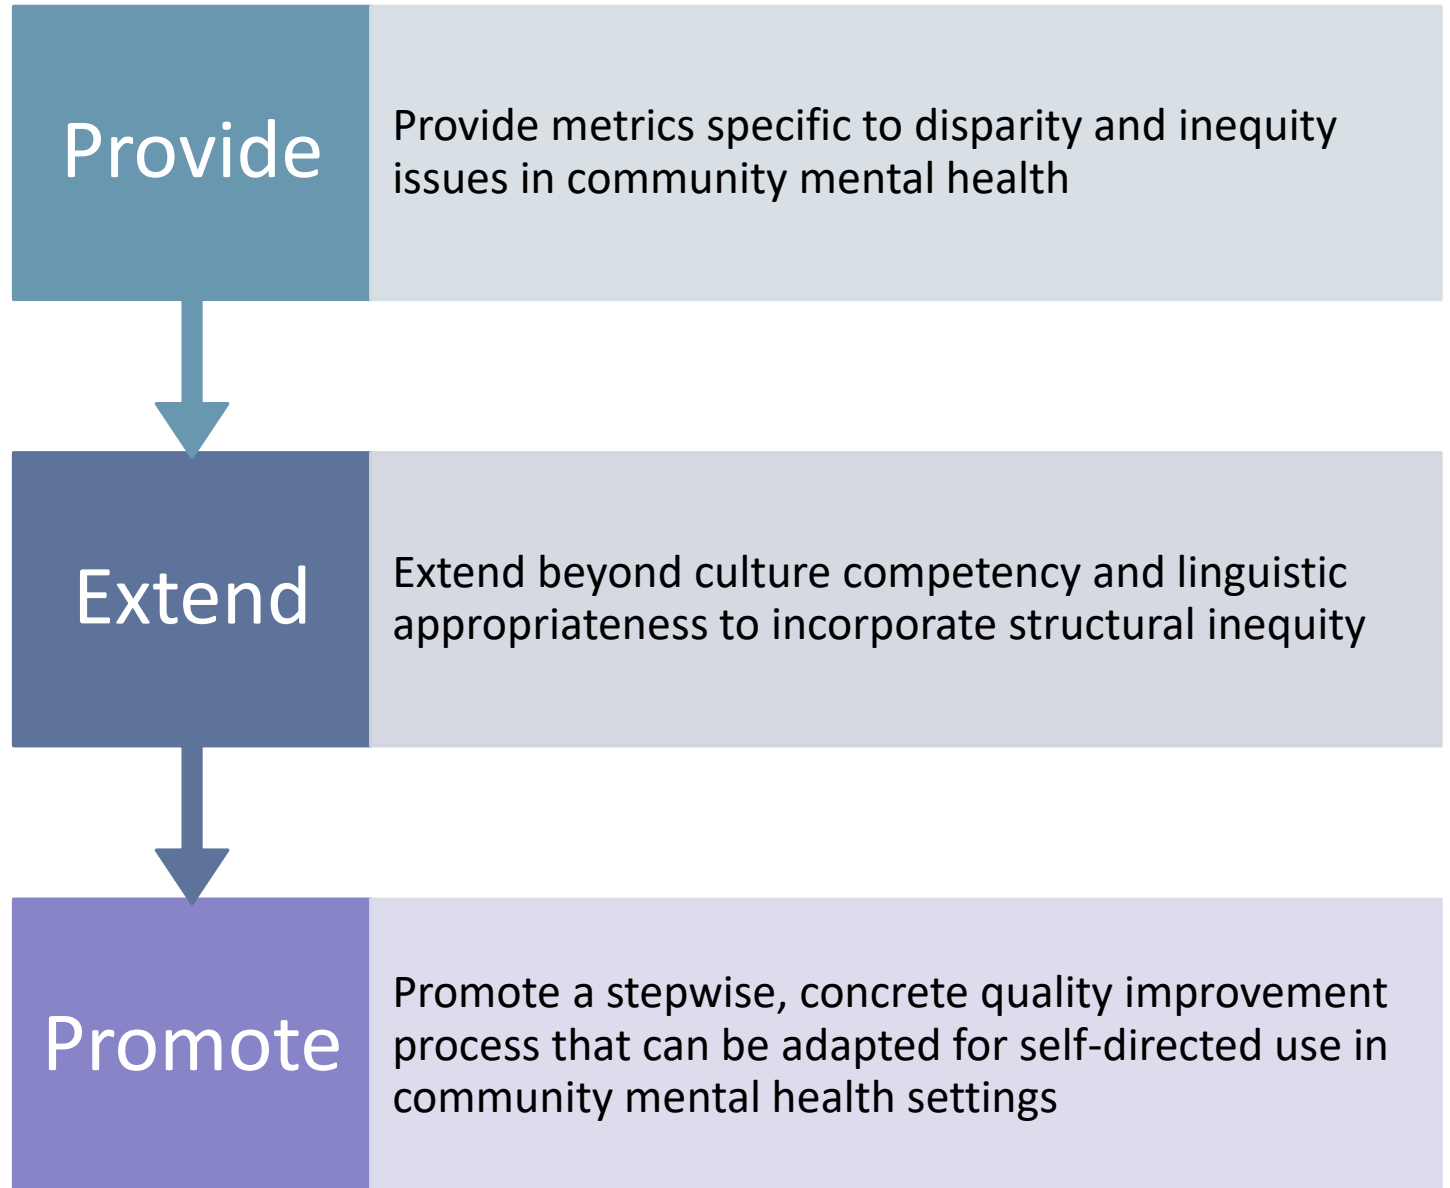 Provide
Provide metrics specific to disparity and inequity
issues in community mental health
Extend
Extend beyond culture competency and linguistic
appropriateness to incorporate structural inequity
Promote
Promote a stepwise, concrete quality improvement
process that can be adapted for self-directed use in
community mental health settings